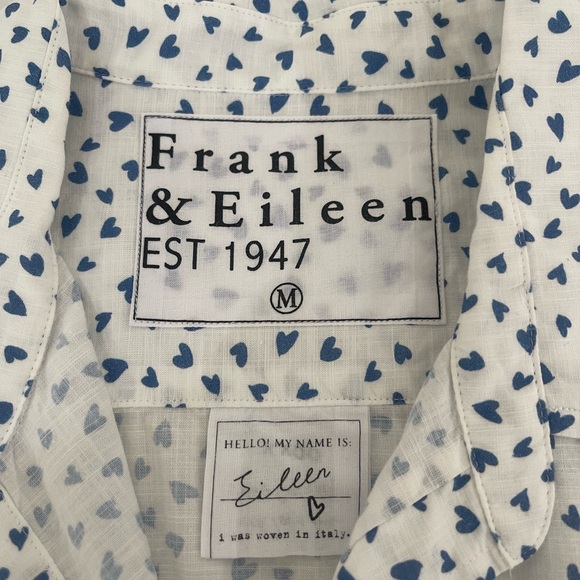 Frank
& Eileen
EST 1947
M
HELLO! MY NAME IS:
Eileen
i was woven in italy.